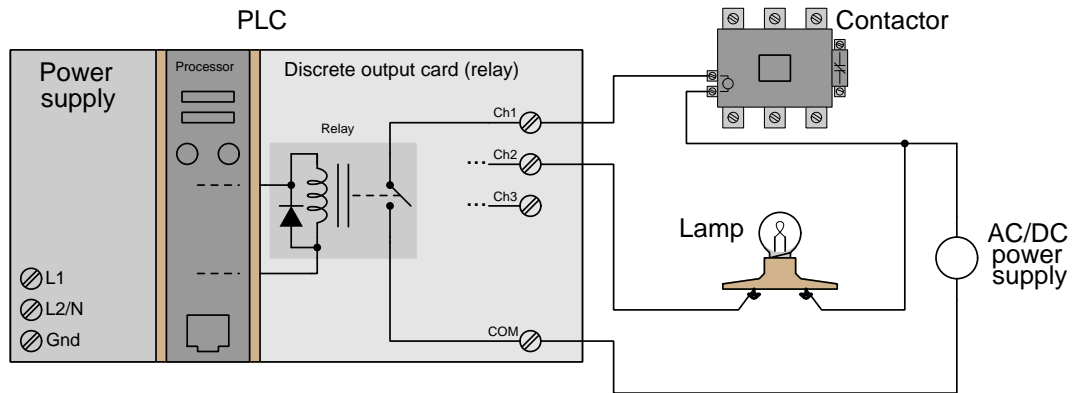 PLC
Contactor
Power
supply
Processor
Discrete output card (relay)
Ch1
Relay
Ch2
Ch3
Lamp
AC/DC
power
supply
L1
L2/N
Gnd
COM